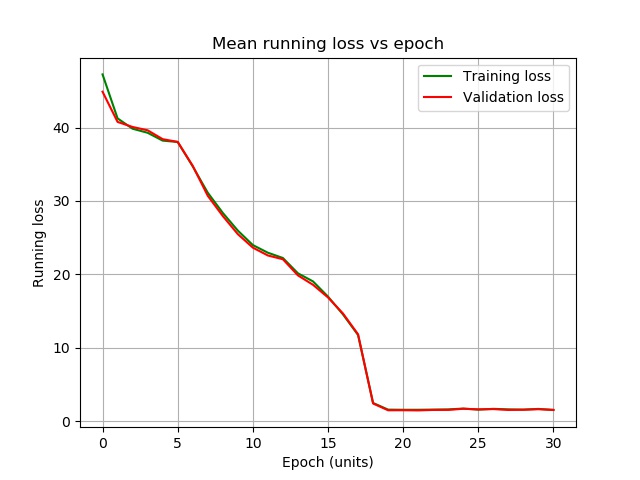 Mean running loss vs epoch
Training loss
Validation loss
40
30
20
10
0
Running loss
0 5 10 15 20 25 30
Epoch (units)